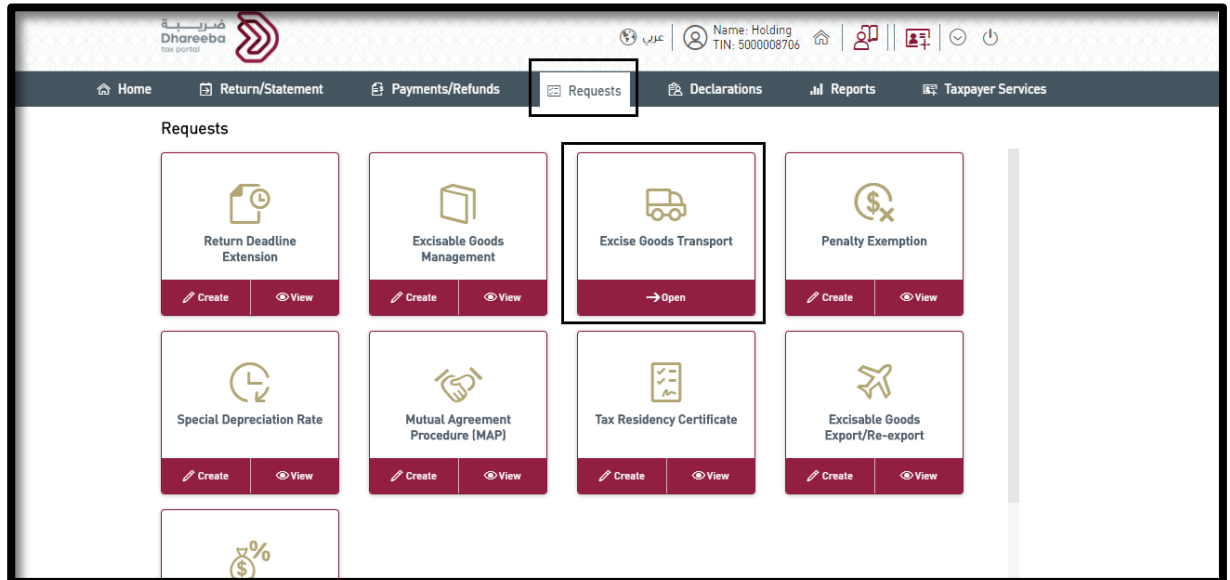 ضريبة
Dhareeba
tax portal
عربي
Name: Holding
TIN: 5000008706
Home
Return/Statement
Payments/Refunds
Requests
Declarations
Reports
Taxpayer Services
Requests
Return Deadline
Extension
Create
View
Excisable Goods
Management
Create
View
Excise Goods Transport
Open
Penalty Exemption
Create
View
Special Depreciation Rate
Create
View
Mutual Agreement
Procedure (MAP)
Create
View
Tax Residency Certificate
Create
View
Excisable Goods
Export/Re-export
Create
View